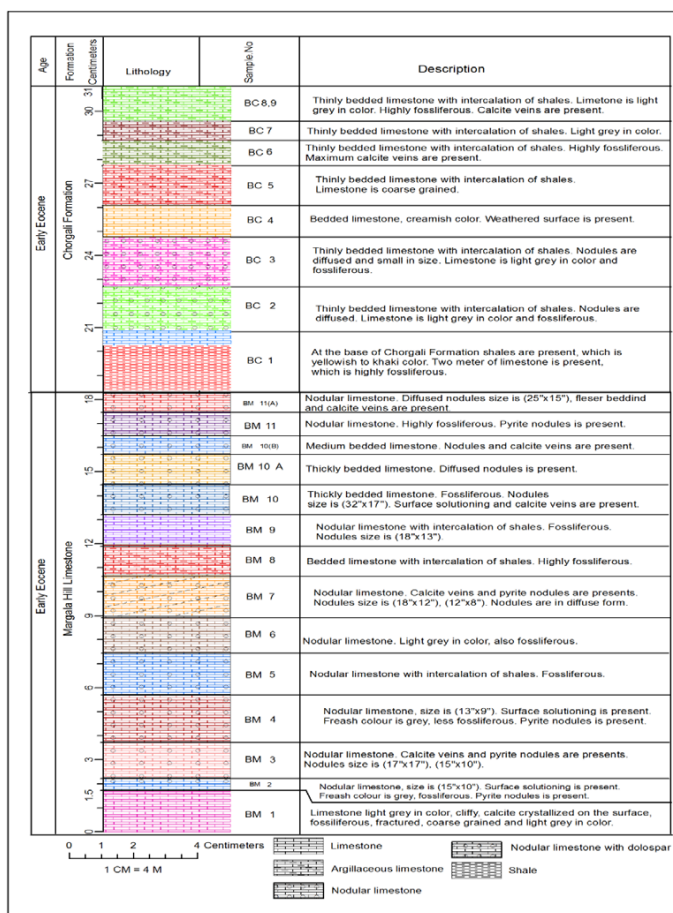 Age
Formation
Centimeters
Lithology
Sample.No
Description
Early Eocene
Chorgali Formation
31
30
27
24
21
BC 8,9
Thinly bedded limestone with intercalation of shales. Limetone is light
grey in color. Highly fossliferous. Calcite veins are present.
BC 7
Thinly bedded limestone with intercalation of shales. Light grey in color.
BC 6
Thinly bedded limestone with intercalation of shales. Highly fossliferous.
Maximum calcite veins are present.
BC 5
Thinly bedded limestone with intercalation of shales.
Limestone is coarse grained.
BC 4
Bedded limestone, creamish color. Weathered surface is present.
BC 3
Thinly bedded limestone with intercalation of shales. Nodules are
diffused and small in size. Limestone is light grey in color and
fossliferous.
BC 2
Thinly bedded limestone with intercalation of shales. Nodules are
diffused. Limestone is light grey in color and fossliferous.
BC 1
At the base of Chorgali Formation shales are present, which is
yellowish to khaki color. Two meter of limestone is present,
which is highly fossliferous.
Early Eocene
Margala Hill Limestone
18
15
12
9
6
3
1.5
0
BM 11(A)
Nodular limestone. Diffused nodules size is (25"x15"), fleser beddind
and calcite veins are present.
BM 11
Nodular limestone. Highly fossliferous. Pyrite nodules is present.
BM 10(B)
Medium bedded limestone. Nodules and calcite veins are present.
BM 10 A
Thickly bedded limestone. Diffused nodules is present.
BM 10
Thickly bedded limestone. Fossliferous. Nodules
size is (32"x17"). Surface solutioning and calcite veins are present.
BM 9
Nodular limestone with intercalation of shales. Fossliferous.
Nodules size is (18"x13").
BM 8
Bedded limestone with intercalation of shales. Highly fossliferous.
BM 7
Nodular limestone. Calcite veins and pyrite nodules are presents.
Nodules size is (18"x12"), (12"x8"). Nodules are in diffuse form.
BM 6
Nodular limestone. Light grey in color, also fossliferous.
BM 5
Nodular limestone with intercalation of shales. Fossliferous.
BM 4
Nodular limestone, size is (13"x9"). Surface solutioning is present.
Freash colour is grey, less fossliferous. Pyrite nodules is present.
BM 3
Nodular limestone. Calcite veins and pyrite nodules are presents.
Nodules size is (17"x17"), (15"x10").
BM 2
Nodular limestone, size is (15"x10"). Surface solutioning is present.
Freash colour is grey, fossliferous. Pyrite nodules is present.
BM 1
Limestone light grey in color, cliffy, calcite crystallized on the surface,
fossliferous, fractured, coarse grained and light grey in color.
0 1 2 4 Centimeters
1 CM = 4 M
Limestone
Argillaceous limestone
Nodular limestone
Nodular limestone with dolospar
Shale